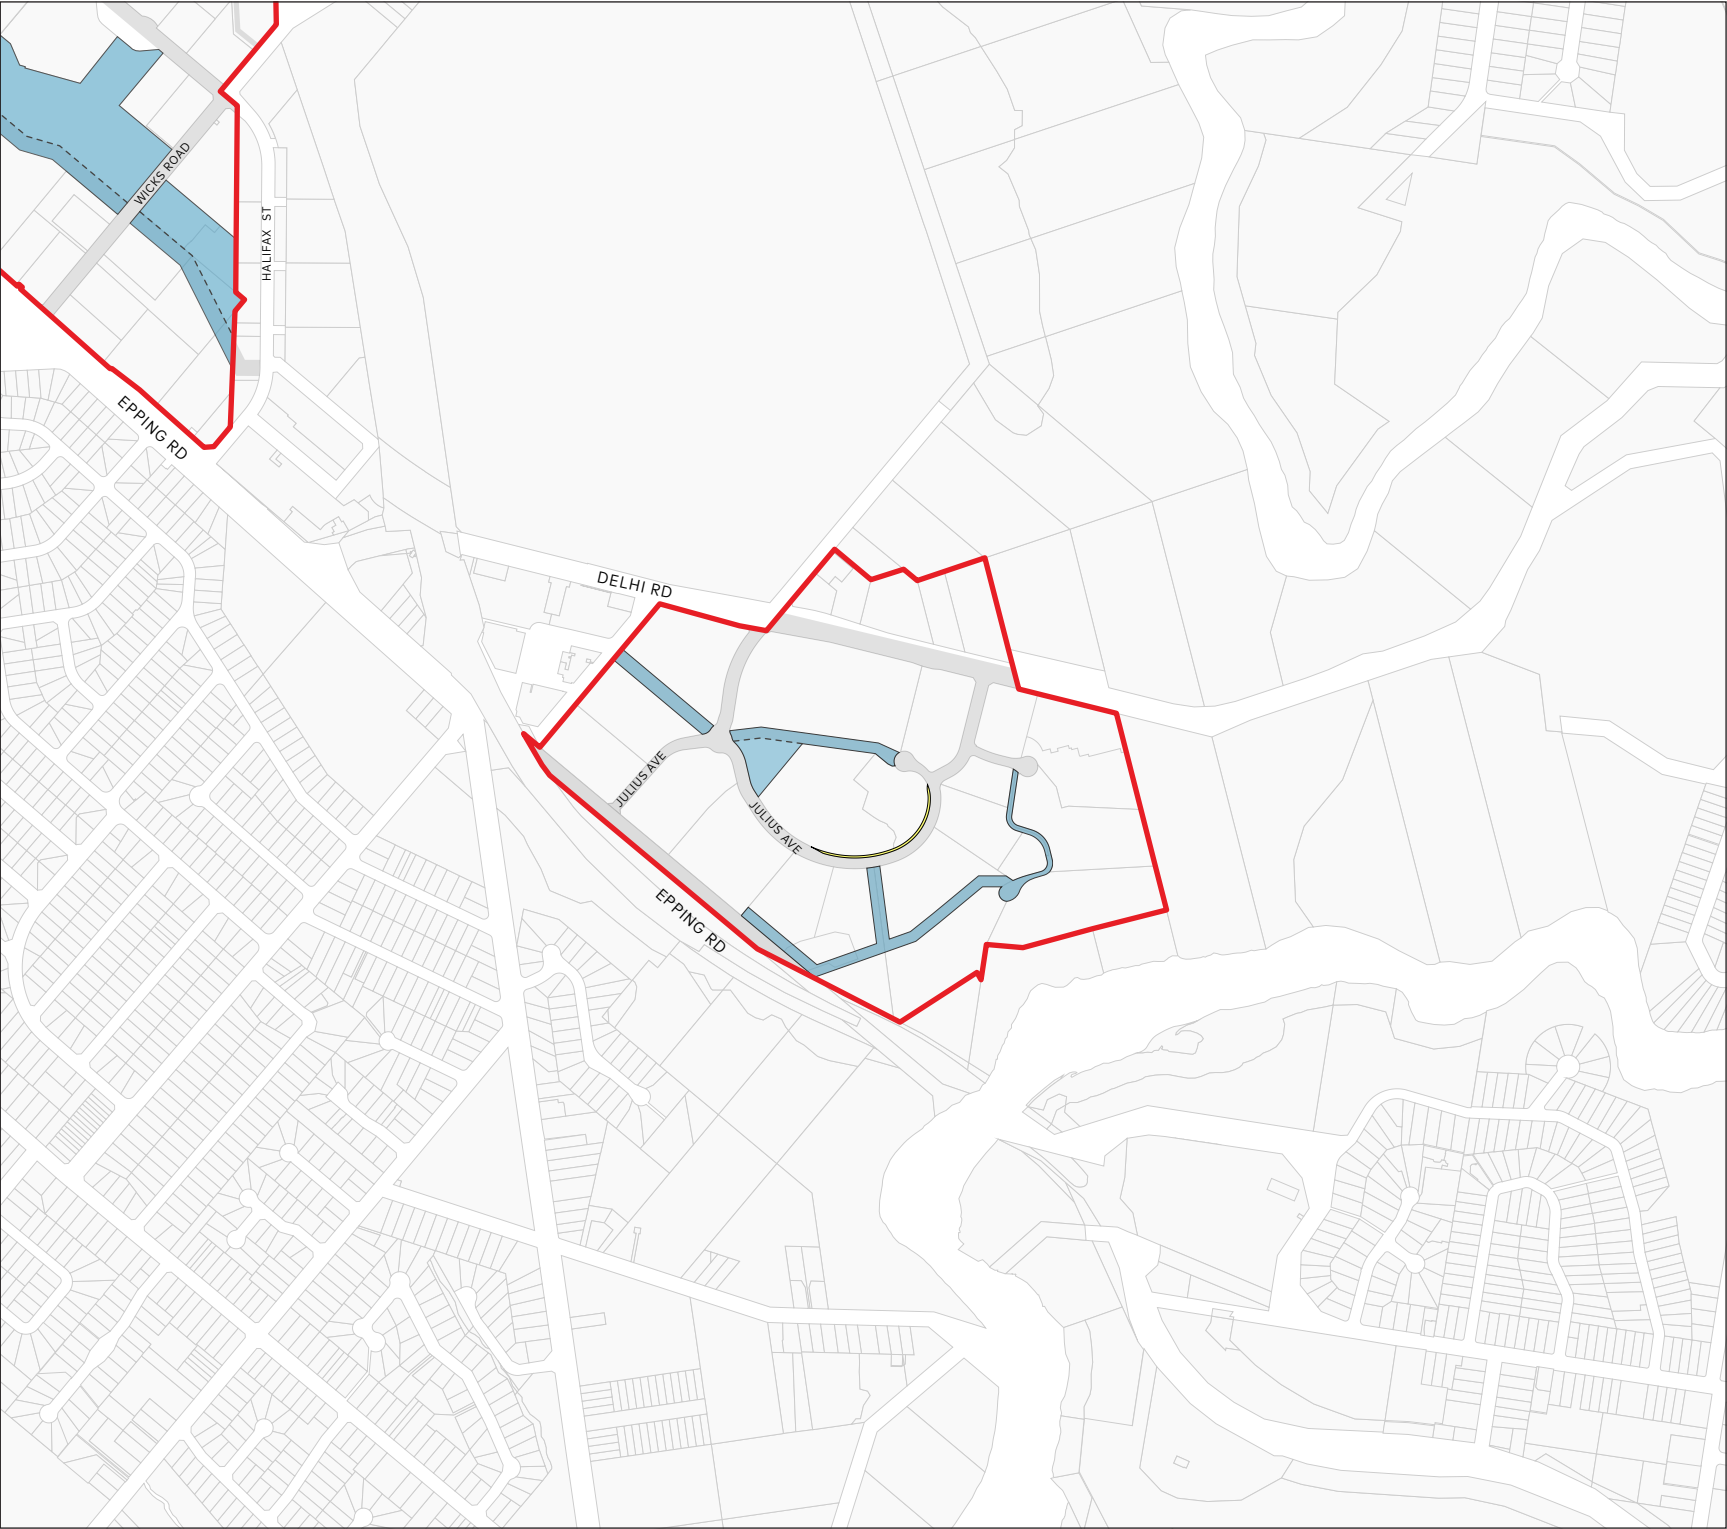 WICKS ROAD
HALIFAX ST
EPPING RD
DELHI RD
JULIUS AVE
JULIUS AVE
EPPING RD